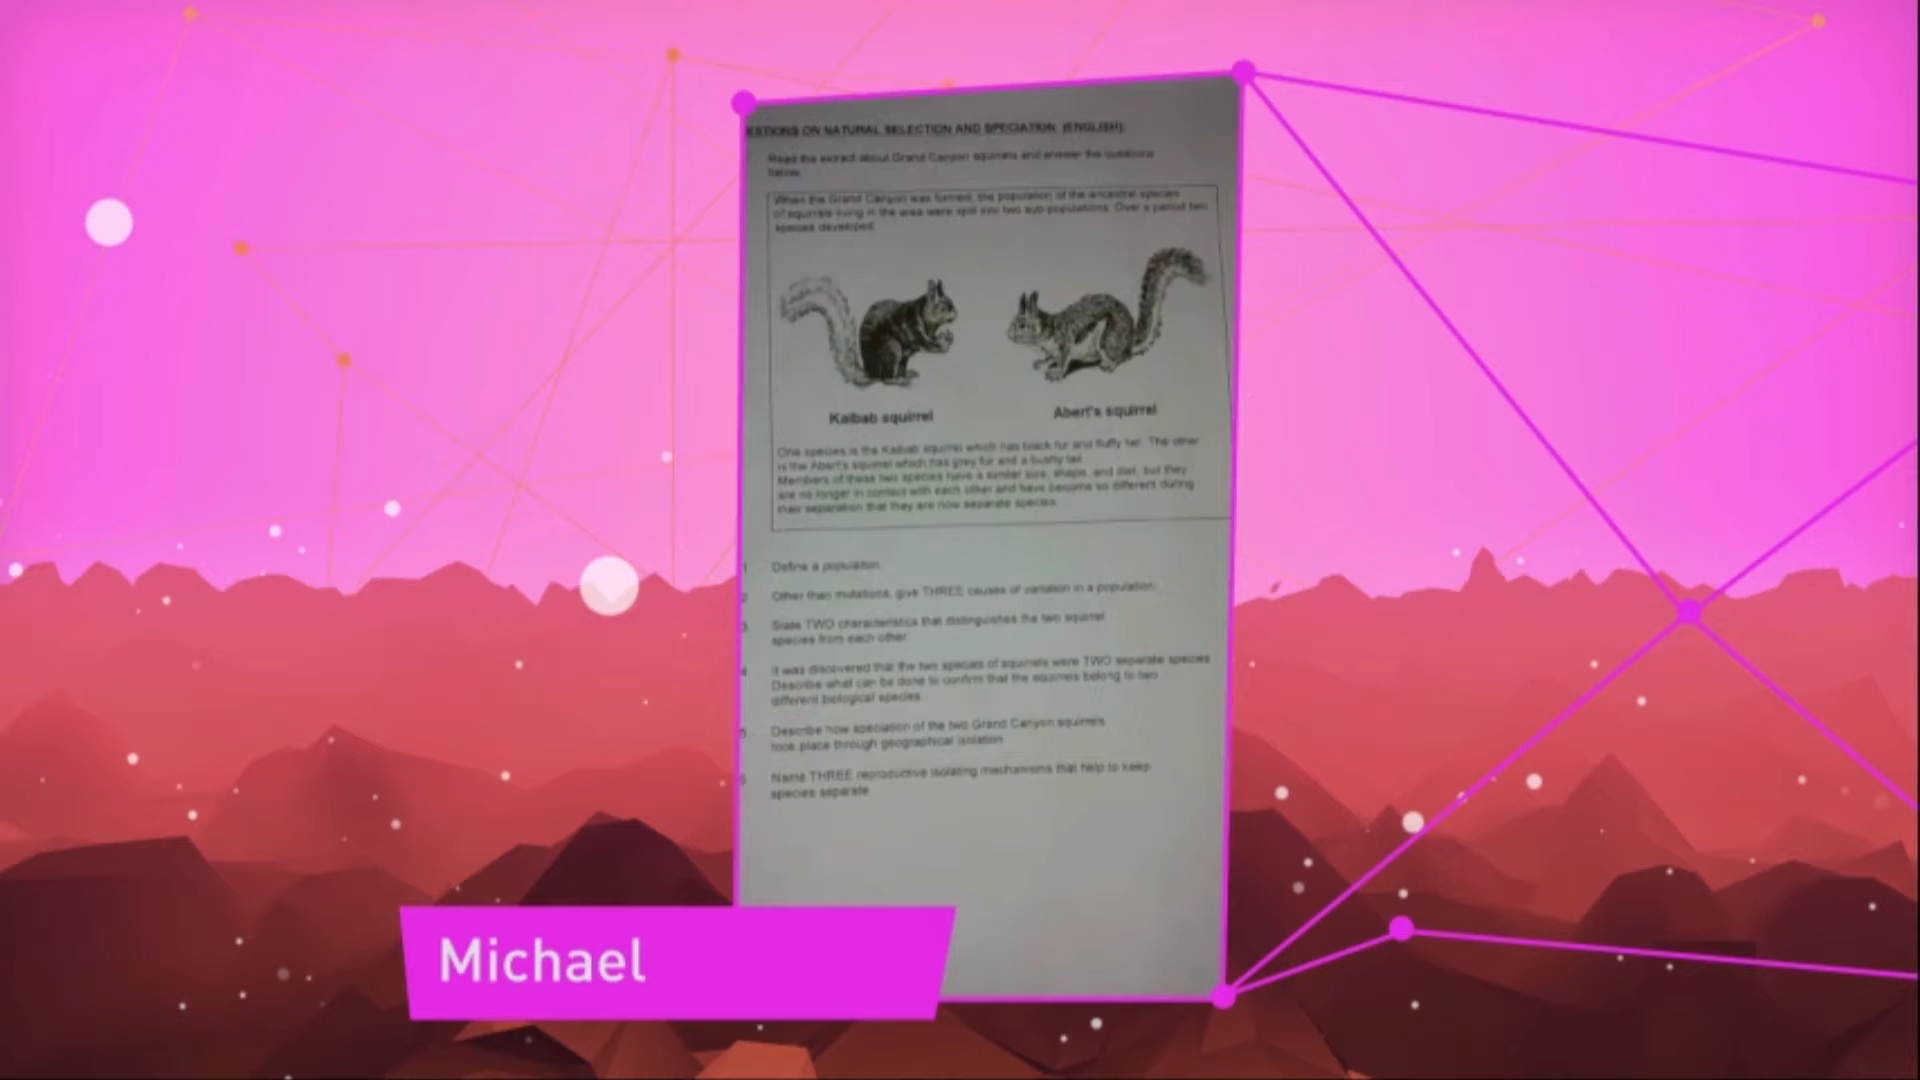 ESTIONS ON NATURAL SELECTION AND SPECIATION (ENGLISH)
Read the extract about Grand Canyon squirrels and answer the questions
below.
When the Grand Canyon was formed, the population of the ancestral species
of squirrels living in the area were split into two sub-populations. Over a period two
species developed.
Kaibab squirrel
Abert's squirrel
One species is the Kaibab squirrel which has black fur and fluffy tail. The other
is the Abert's squirrel which has grey fur and a bushy tail.
Members of these two species have a similar size, shape, and diet, but they
are no longer in contact with each other and have become so different during
their separation that they are now separate species.
1 Define a population.
2 Other than mutations, give THREE causes of variation in a population.
3 State TWO characteristics that distinguishes the two squirrel
species from each other.
4 It was discovered that the two species of squirrels were TWO separate species
Describe what can be done to confirm that the squirrels belong to two
different biological species.
5 Describe how speciation of the two Grand Canyon squirrels
took place through geographical isolation
6 Name THREE reproductive isolating mechanisms that help to keep
species separate
Michael